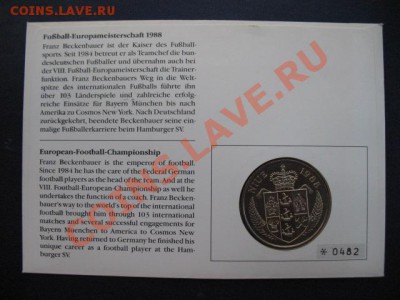 COINS.LAV.RU
Fußball-Europameisterschaft 1988
Franz Beckenbauer ist der Kaiser des Fußball-
sports. Seit 1984 betreut er als Teamchef die bun-
desdeutschen Fußballer und übernahm auch bei
der VIII. Fußball-Europameisterschaft die Trainer-
funktion. Franz Beckenbauers Weg in die Welt-
spitze des internationalen Fußballs führte ihn
über 103 Länderspiele und zahlreiche erfolg-
reiche Einsätze für Bayern München bis nach
Amerika zu Cosmos New York. Nach Deutschland
zurückgekehrt, beendete Beckenbauer seine ein-
malige Fußballerkarriere beim Hamburger SV.
European-Football-Championship
Franz Beckenbauer is the emperor of football.
Since 1984 he has the care of the Federal German
football players as the head of the team. And at the
VIII. Football-European-Championship as well he
undertakes the function of a coach. Franz Becken-
bauer's way to the world's top of the international
football brought him through 103 international
matches and several successful engagements for
Bayern Muenchen to America to Cosmos New
York. Having returned to Germany he finished his
unique career as a football player at the Ham-
burger SV.
NIUE 1987
* 0482
COINS.LAV.RU